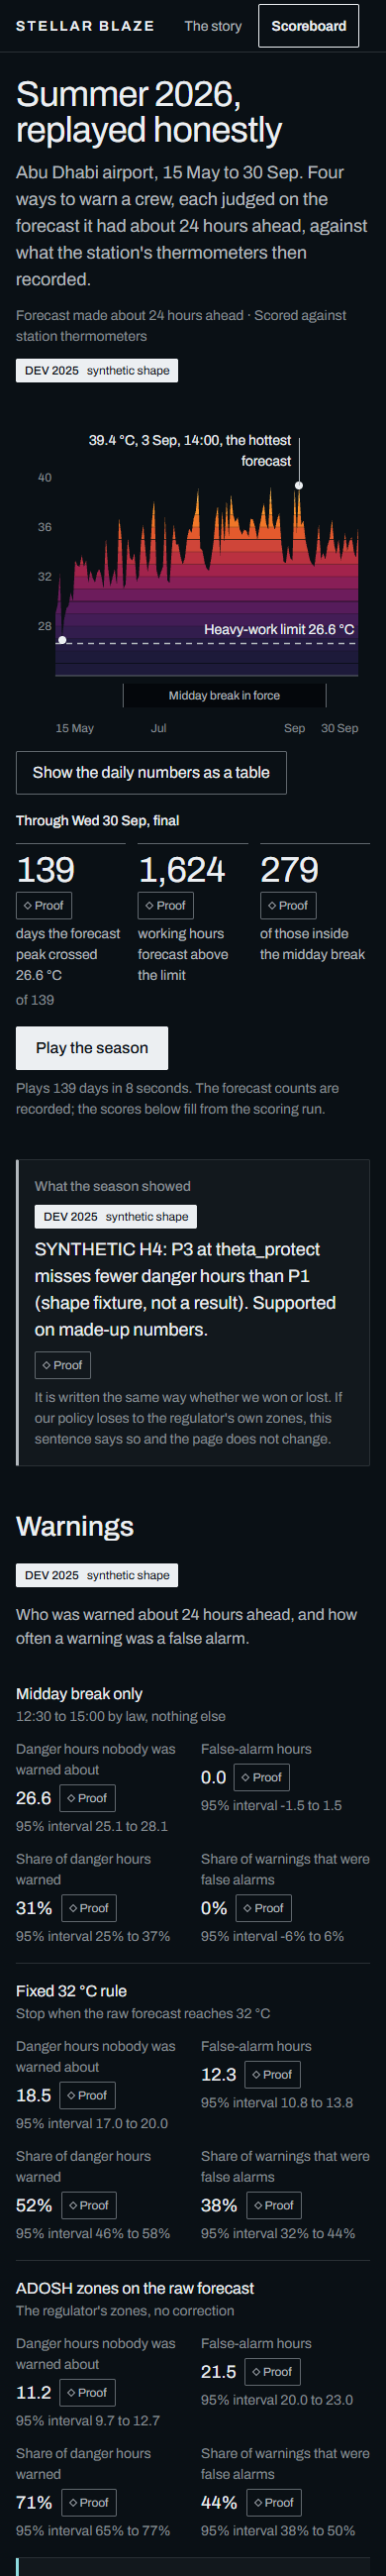 STELLAR BLAZE The story Scoreboard
Summer 2026,
replayed honestly
Abu Dhabi airport, 15 May to 30 Sep. Four
ways to warn a crew, each judged on the
forecast it had about 24 hours ahead, against
what the station's thermometers then
recorded.
Forecast made about 24 hours ahead · Scored against
station thermometers
DEV 2025 synthetic shape
39.4 °C, 3 Sep, 14:00, the hottest
forecast
40
36
32
28
Heavy-work limit 26.6 °C
Midday break in force
15 May Jul Sep 30 Sep
Show the daily numbers as a table
Through Wed 30 Sep, final
139 1,624 279
◇ Proof ◇ Proof ◇ Proof
days the forecast working hours of those inside
peak crossed forecast above the midday break
26.6 °C the limit
of 139
Play the season
Plays 139 days in 8 seconds. The forecast counts are
recorded; the scores below fill from the scoring run.
What the season showed
DEV 2025 synthetic shape
SYNTHETIC H4: P3 at theta_protect
misses fewer danger hours than P1
(shape fixture, not a result). Supported
on made-up numbers.
◇ Proof
It is written the same way whether we won or lost. If
our policy loses to the regulator's own zones, this
sentence says so and the page does not change.
Warnings
DEV 2025 synthetic shape
Who was warned about 24 hours ahead, and how
often a warning was a false alarm.
Midday break only
12:30 to 15:00 by law, nothing else
Danger hours nobody was
warned about
26.6 ◇ Proof
95% interval 25.1 to 28.1
False-alarm hours
0.0 ◇ Proof
95% interval -1.5 to 1.5
Share of danger hours
warned
31% ◇ Proof
95% interval 25% to 37%
Share of warnings that were
false alarms
0% ◇ Proof
95% interval -6% to 6%
Fixed 32 °C rule
Stop when the raw forecast reaches 32 °C
Danger hours nobody was
warned about
18.5 ◇ Proof
95% interval 17.0 to 20.0
False-alarm hours
12.3 ◇ Proof
95% interval 10.8 to 13.8
Share of danger hours
warned
52% ◇ Proof
95% interval 46% to 58%
Share of warnings that were
false alarms
38% ◇ Proof
95% interval 32% to 44%
ADOSH zones on the raw forecast
The regulator's zones, no correction
Danger hours nobody was
warned about
11.2 ◇ Proof
95% interval 9.7 to 12.7
False-alarm hours
21.5 ◇ Proof
95% interval 20.0 to 23.0
Share of danger hours
warned
71% ◇ Proof
95% interval 65% to 77%
Share of warnings that were
false alarms
44% ◇ Proof
95% interval 38% to 50%